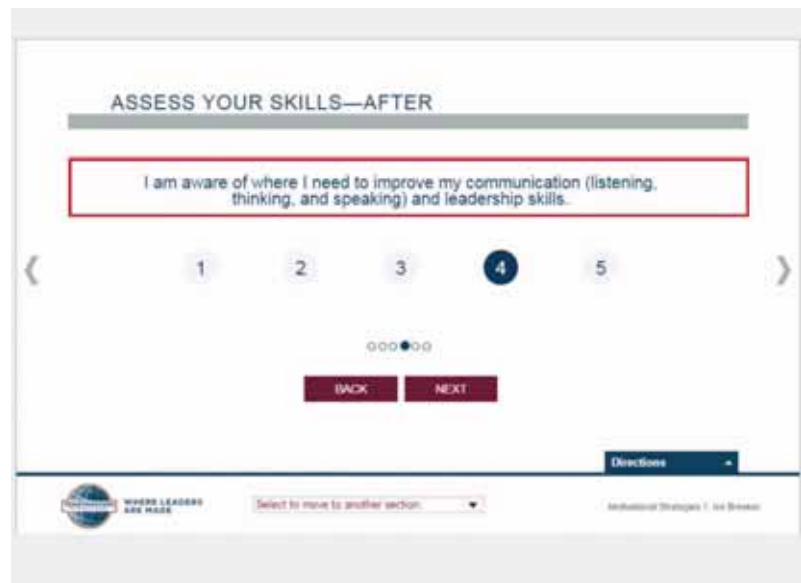 ASSESS YOUR SKILLS—AFTER
I am aware of where I need to improve my communication (listening,
thinking, and speaking) and leadership skills.
1 2 3 4 5
BACK NEXT
Directions
WHERE LEADERS
ARE MADE
Select to move to another section.